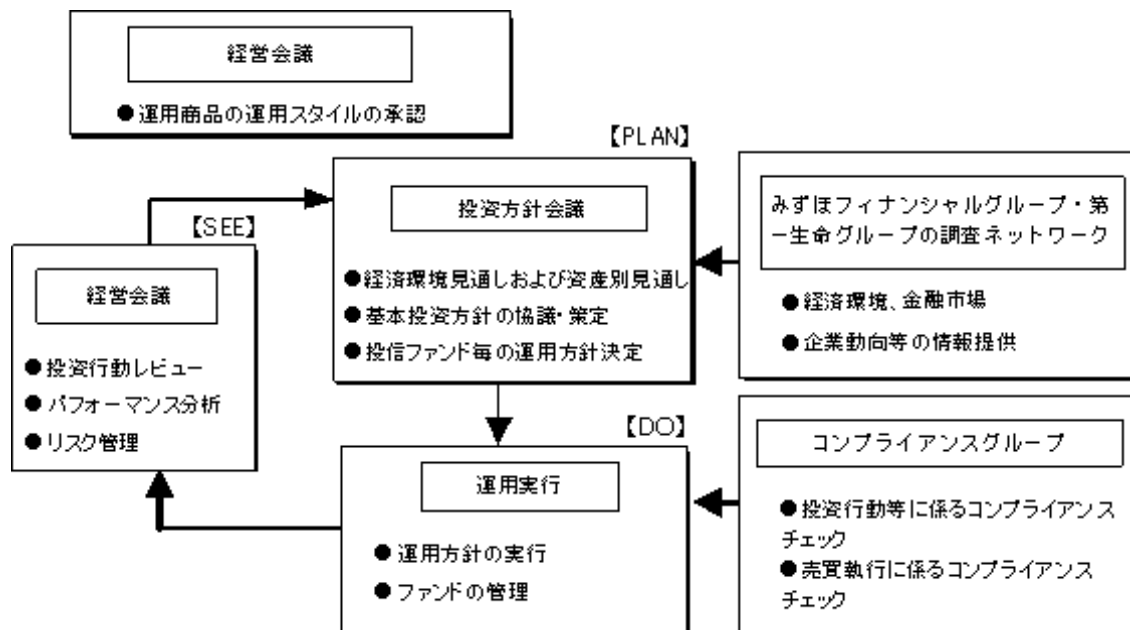 経営会議
●運用商品の運用スタイルの承認
【PLAN】
投資方針会議
●経済環境見通しおよび資産別見通し
●基本投資方針の協議・策定
●投信ファンド毎の運用方針決定
みずほフィナンシャルグループ・第
一生命グループの調査ネットワーク
●経済環境、金融市場
●企業動向等の情報提供
【SEE】
経営会議
●投資行動レビュー
●パフォーマンス分析
●リスク管理
【DO】
運用実行
●運用方針の実行
●ファンドの管理
コンプライアンスグループ
●投資行動等に係るコンプライアンス
チェック
●売買執行に係るコンプライアンス
チェック